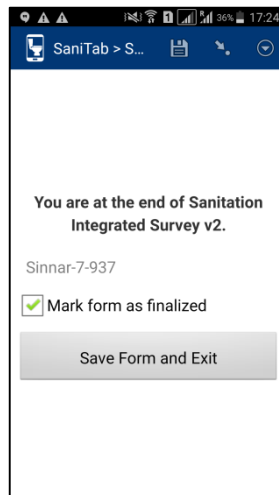 36% 17:24
SaniTab > S...
You are at the end of Sanitation
Integrated Survey v2.
Sinnar-7-937
Mark form as finalized
Save Form and Exit